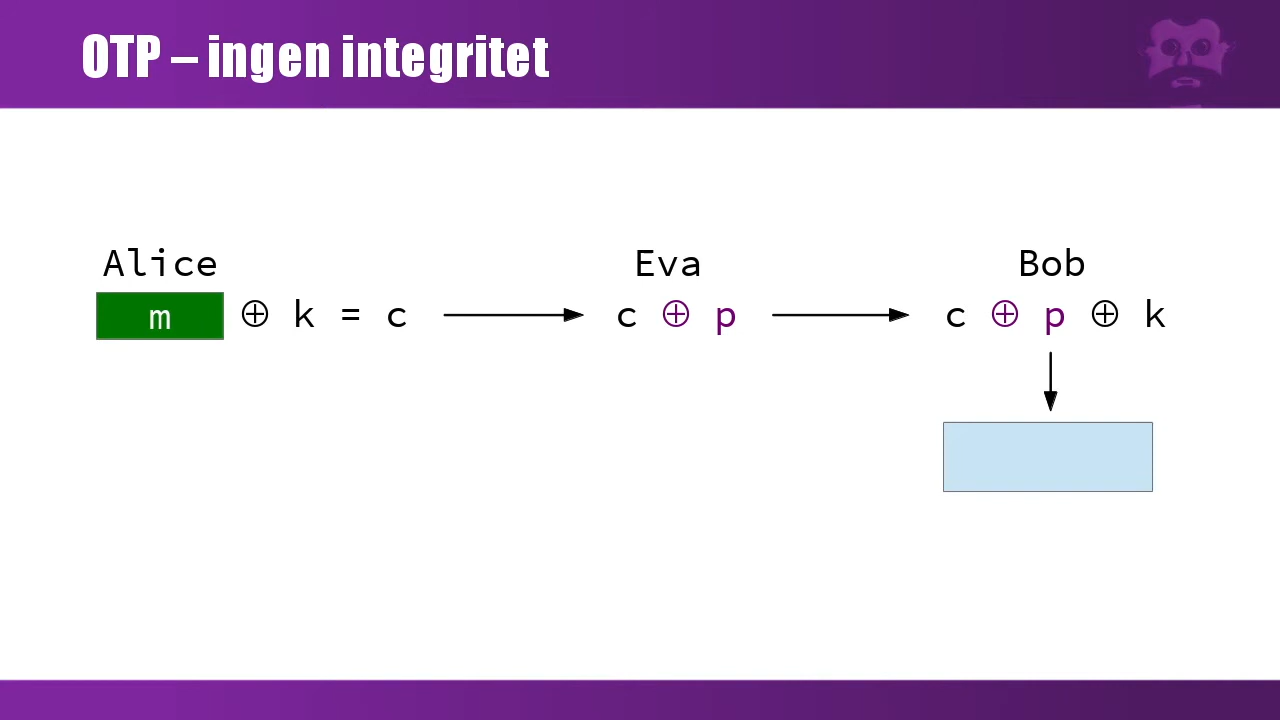 OTP – ingen integritet
Alice Eva Bob
m ⊕ k = c c ⊕ p c ⊕ p ⊕ k